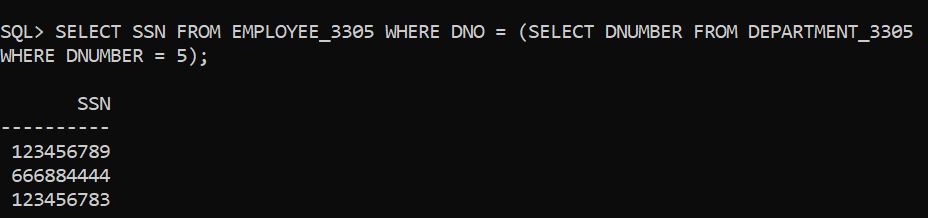 SQL> SELECT SSN FROM EMPLOYEE_3305 WHERE DNO = (SELECT DNUMBER FROM DEPARTMENT_3305
WHERE DNUMBER = 5);
       SSN
----------
 123456789
 666884444
 123456783